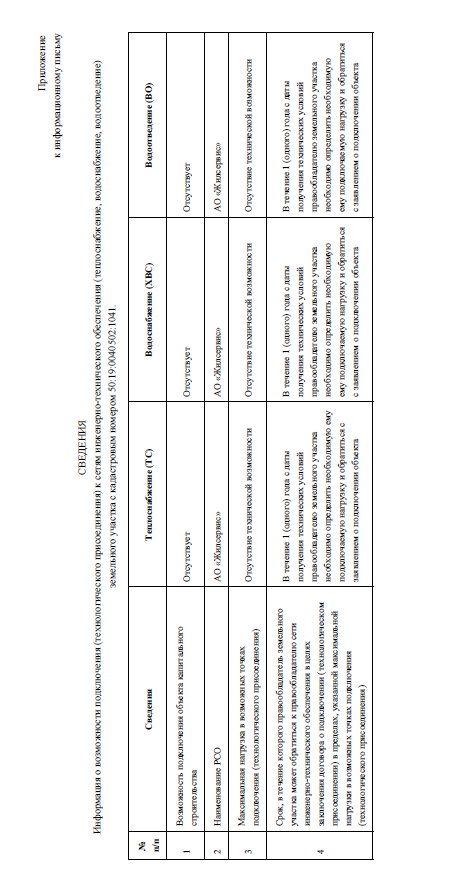 Приложение
к информационному письму
СВЕДЕНИЯ
Информация о возможности подключения (технологического присоединения) к сетям инженерно-технического обеспечения (теплоснабжение, водоснабжение, водоотведение)
земельного участка с кадастровым номером 50:19:0040502:1041.
№
п/п
Сведения
Теплоснабжение (ТС)
Водоснабжение (ХВС)
Водоотведение (ВО)
1
Возможность подключения объекта капитального
строительства
Отсутствует
Отсутствует
Отсутствует
2
Наименование РСО
АО «Жилсервис»
АО «Жилсервис»
АО «Жилсервис»
3
Максимальная нагрузка в возможных точках
подключения (технологического присоединения)
Отсутствие технической возможности
Отсутствие технической возможности
Отсутствие технической возможности
4
Срок, в течение которого правообладатель земельного
участка может обратиться к правообладателю сети
инженерно-технического обеспечения в целях
заключения договора о подключении (технологическом
присоединении) в пределах, указанной максимальной
нагрузки в возможных точках подключения
(технологического присоединения)
В течение 1 (одного) года с даты
получения технических условий
правообладателю земельного участка
необходимо определить необходимую ему
подключаемую нагрузку и обратиться с
заявлением о подключении объекта
В течение 1 (одного) года с даты
получения технических условий
правообладателю земельного участка
необходимо определить необходимую
ему подключаемую нагрузку и обратиться
с заявлением о подключении объекта
В течение 1 (одного) года с даты
получения технических условий
правообладателю земельного участка
необходимо определить необходимую
ему подключаемую нагрузку и обратиться
с заявлением о подключении объекта